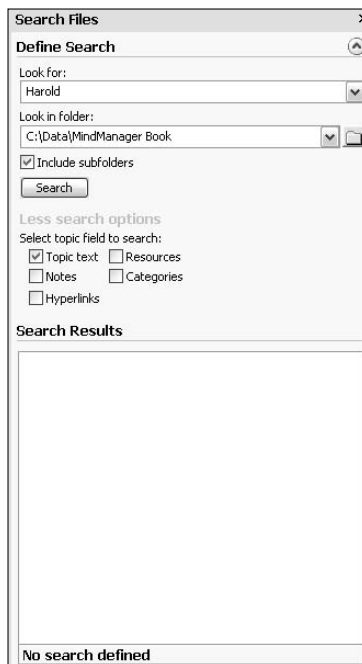 Search Files
Define Search
Look for:
Harold
Look in folder:
C:\Data\MindManager Book
Include subfolders
Search
Less search options
Select topic field to search:
Topic text Resources
Notes Categories
Hyperlinks
Search Results
No search defined